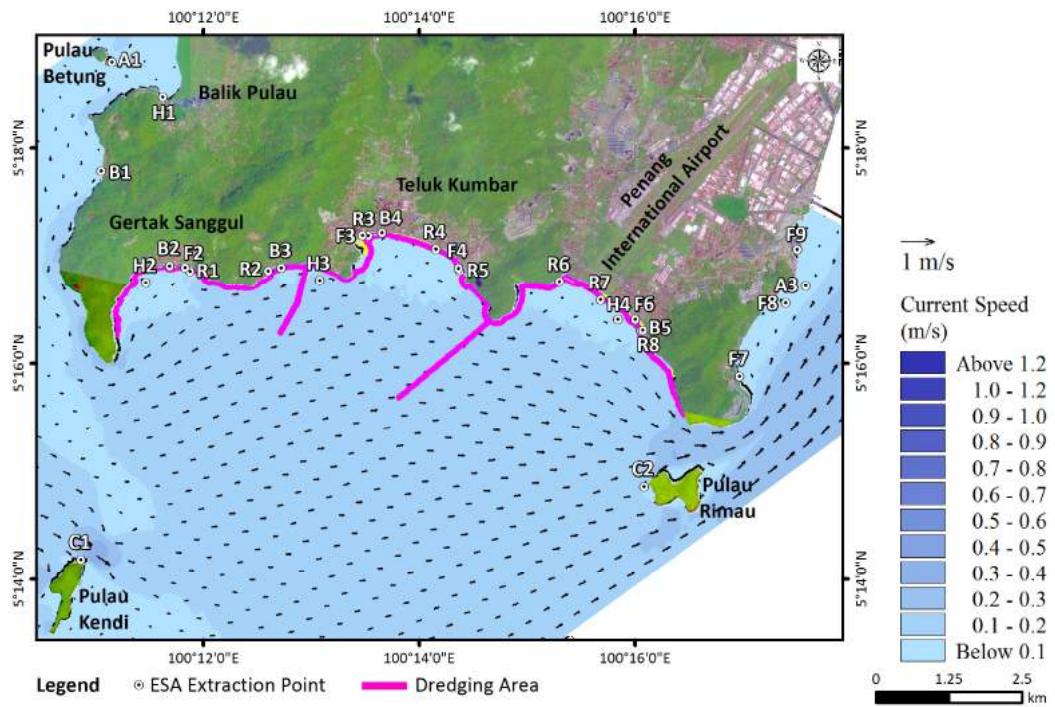 100°12'0"E 100°14'0"E 100°16'0"E
Pulau
Betung
A1
H1
Balik Pulau
5°18'0"N
5°18'0"N
B1
Teluk Kumbar
Penang
International Airport
Gertak Sanggul
R3 B4
F3
R4
F4
R5
B2
F2
R1
H2
R2
B3
H3
R6
R7
H4
F6
B5
R8
F9
A3
F8
F7
5°16'0"N
5°16'0"N
C2
Pulau
Rimau
C1
Pulau
Kendi
5°14'0"N
5°14'0"N
100°12'0"E 100°14'0"E 100°16'0"E
1 m/s
Current Speed
(m/s)
Above 1.2
1.0 - 1.2
0.9 - 1.0
0.8 - 0.9
0.7 - 0.8
0.6 - 0.7
0.5 - 0.6
0.4 - 0.5
0.3 - 0.4
0.2 - 0.3
0.1 - 0.2
Below 0.1
0 1.25 2.5
km
Legend ESA Extraction Point Dredging Area